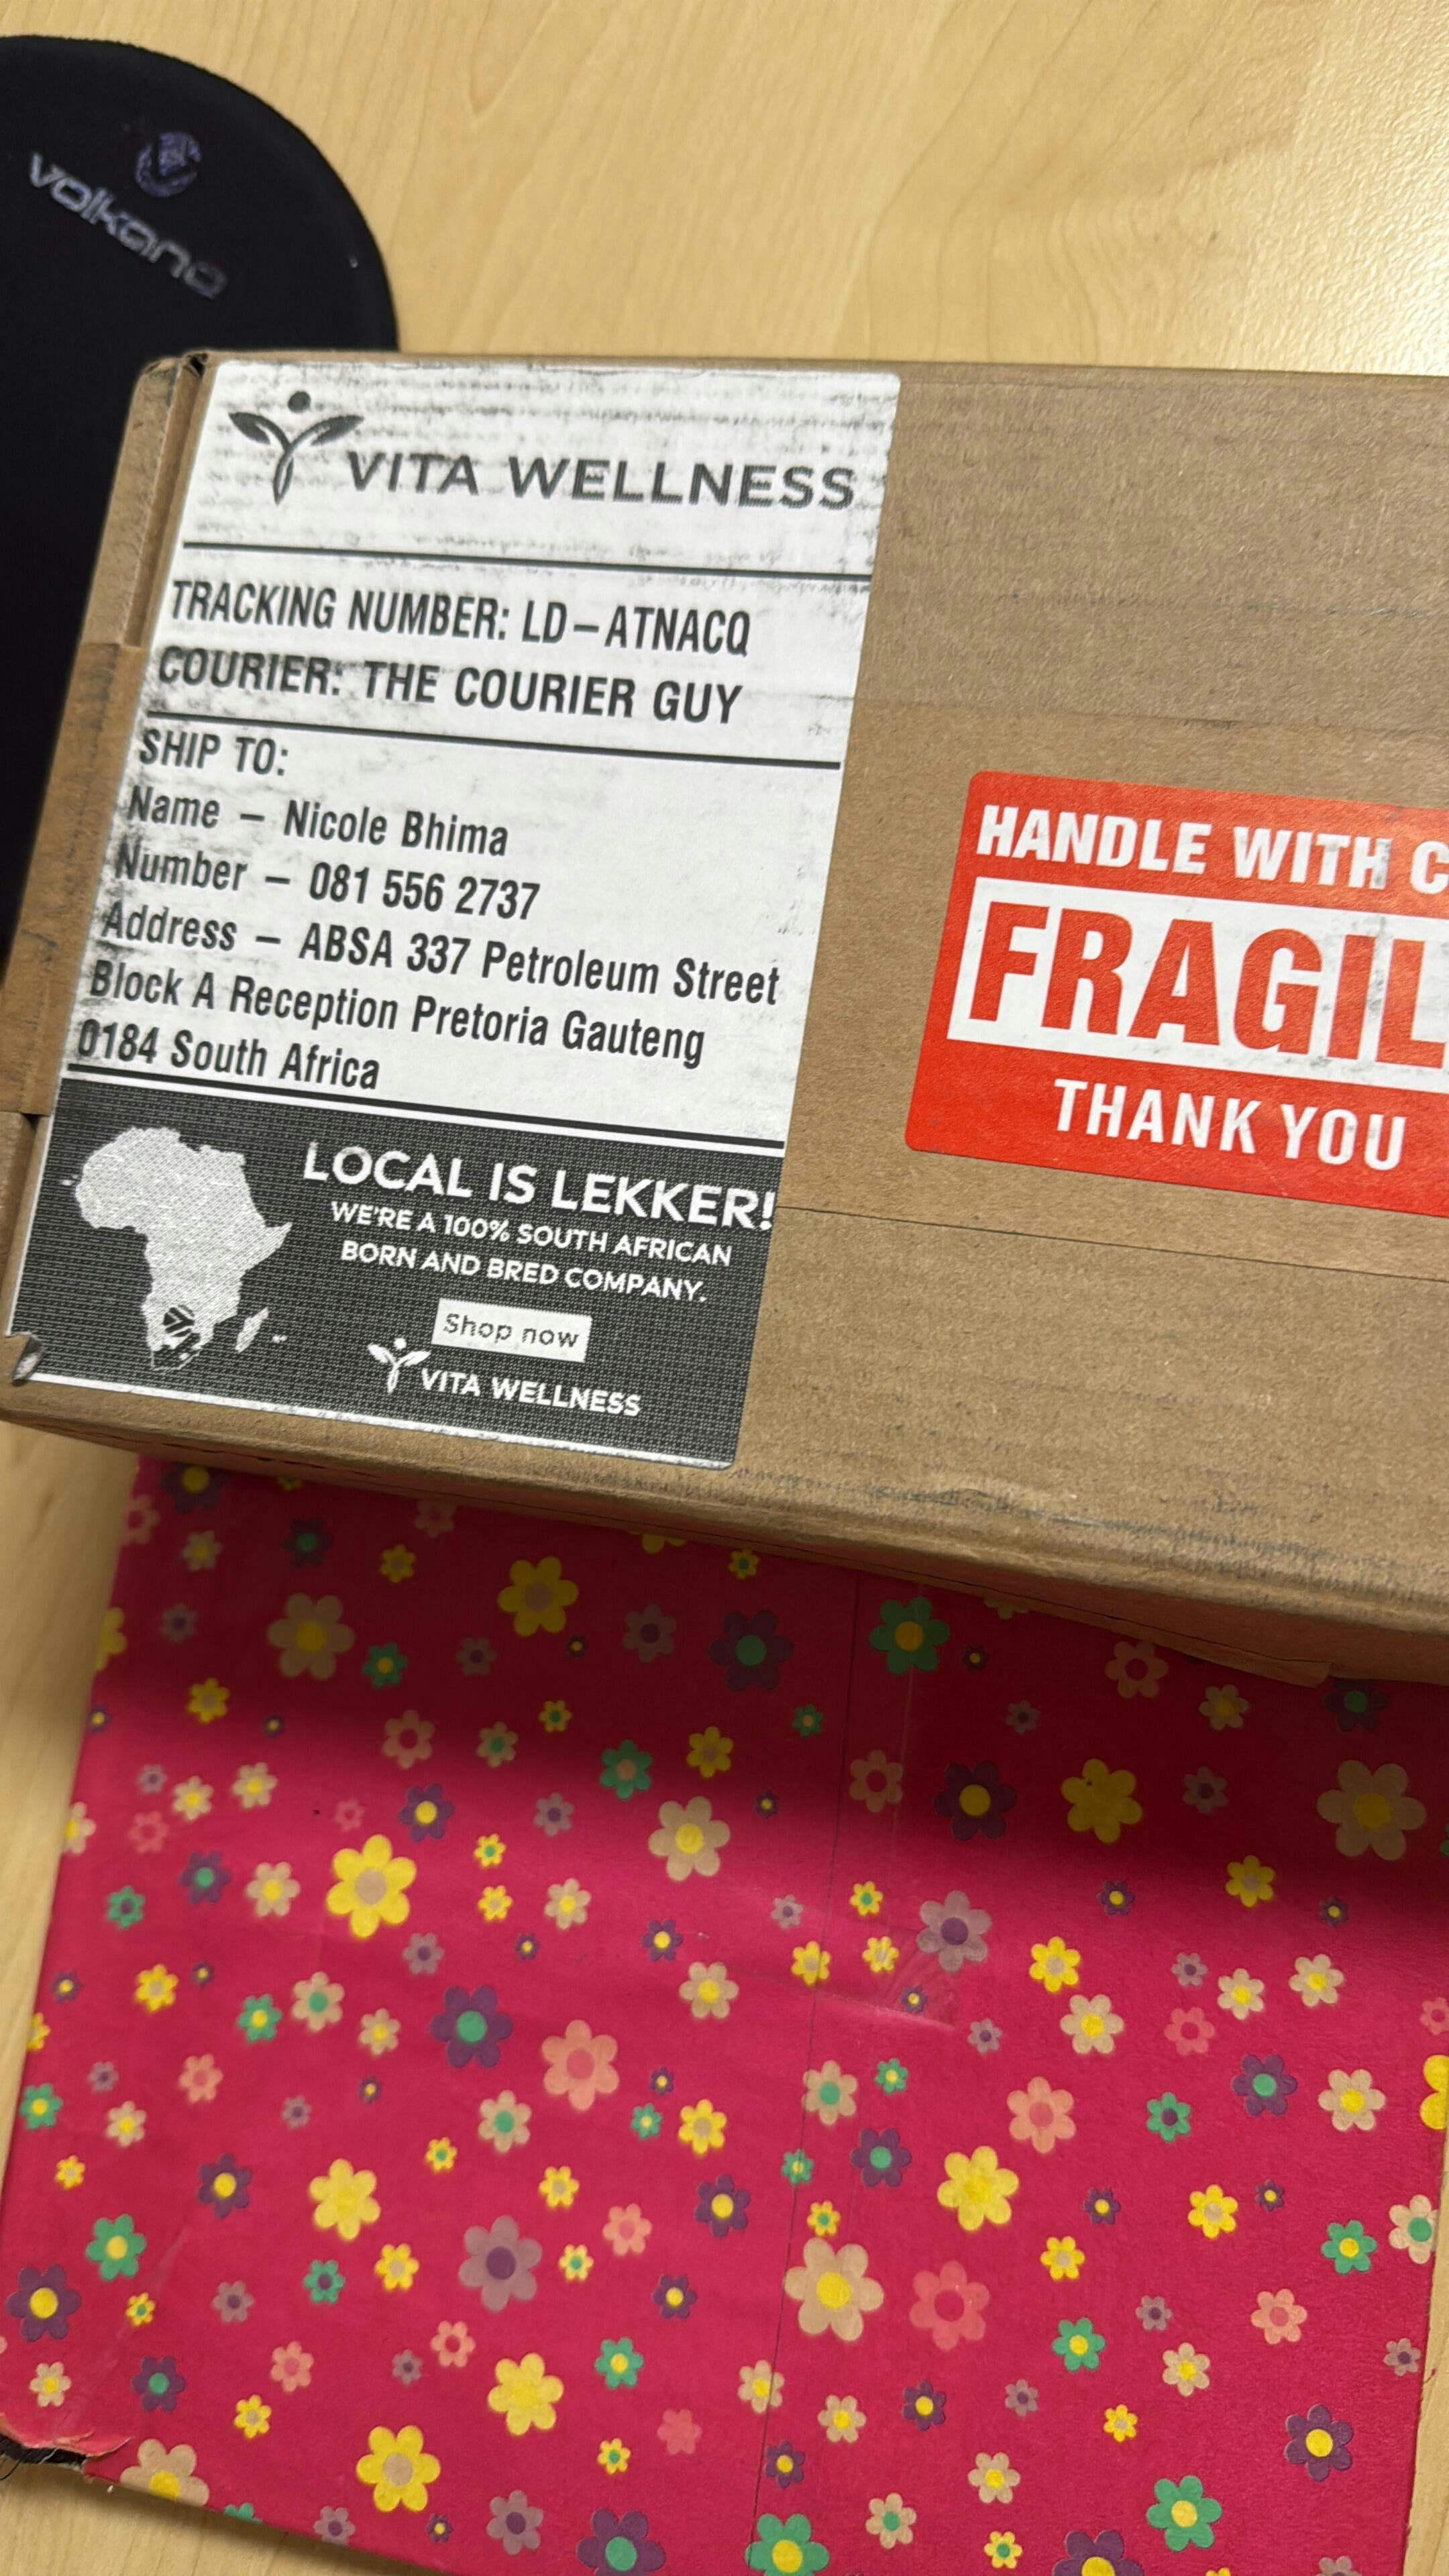 volkano
VITA WELLNESS
TRACKING NUMBER: LD – ATNACQ
COURIER: THE COURIER GUY
SHIP TO:
Name – Nicole Bhima
Number – 081 556 2737
Address – ABSA 337 Petroleum Street
Block A Reception Pretoria Gauteng
0184 South Africa
LOCAL IS LEKKER!
WE'RE A 100% SOUTH AFRICAN
BORN AND BRED COMPANY.
Shop now
VITA WELLNESS
HANDLE WITH C
FRAGIL
THANK YOU